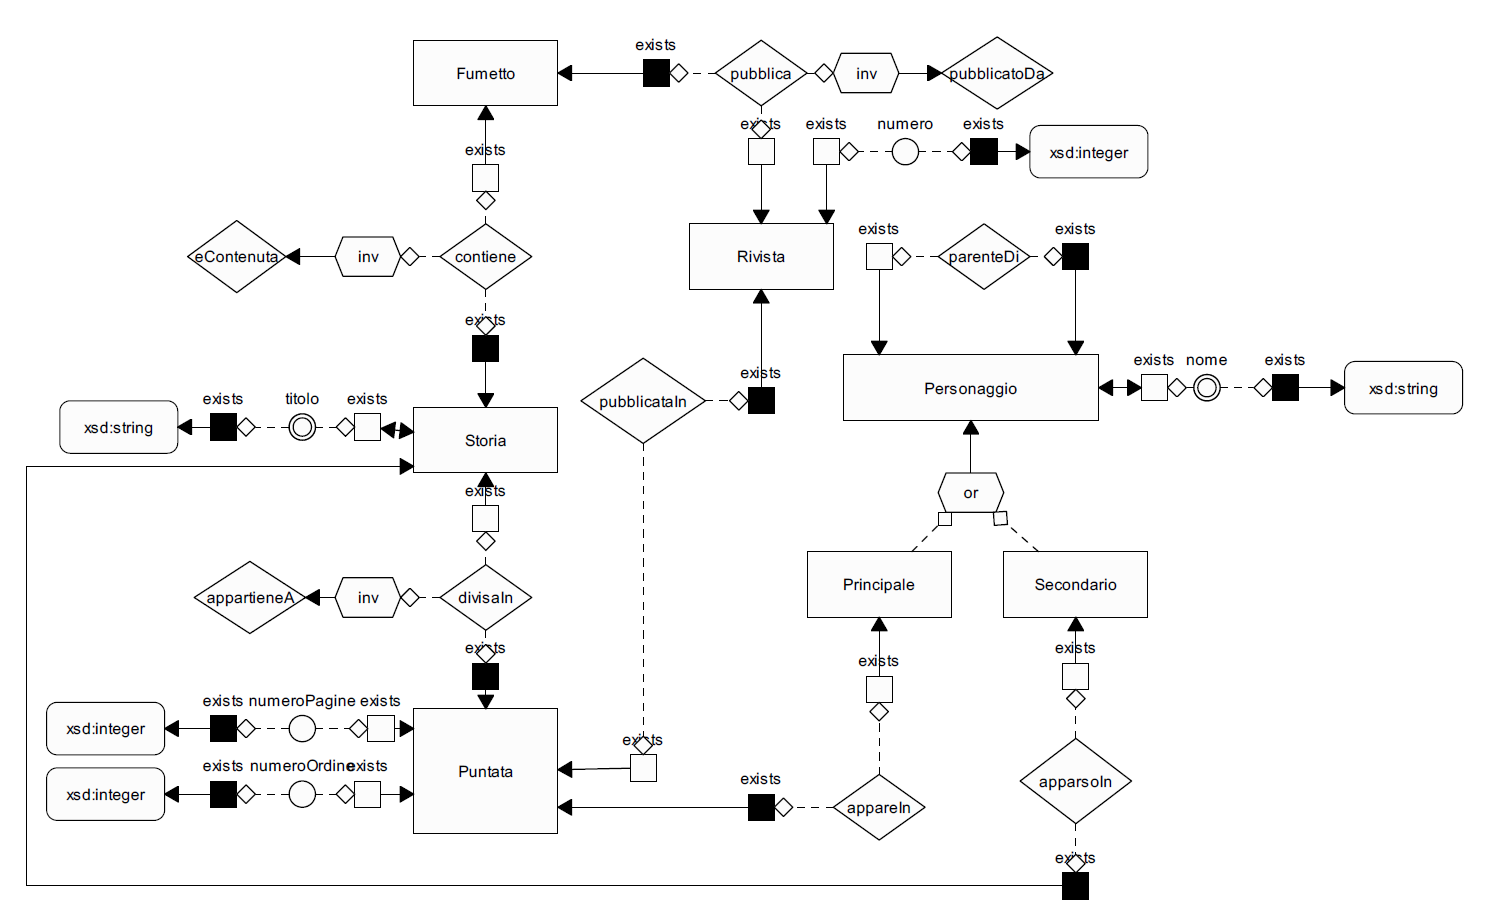 exists
Fumetto
pubblica
inv
pubblicatoDa
exists
exists
numero
exists
xsd:integer
exists
exists
exists
eContenuta
inv
contiene
Rivista
parenteDi
exists
exists
pubblicataIn
exists
nome
exists
Personaggio
xsd:string
exists
titolo
exists
xsd:string
Storia
exists
or
Principale
Secondario
appartieneA
inv
divisaIn
exists
exists
exists
exists
numeroPagine
exists
xsd:integer
exists
exists
numeroOrdine
exists
xsd:integer
Puntata
exists
appareIn
apparsoIn
exists